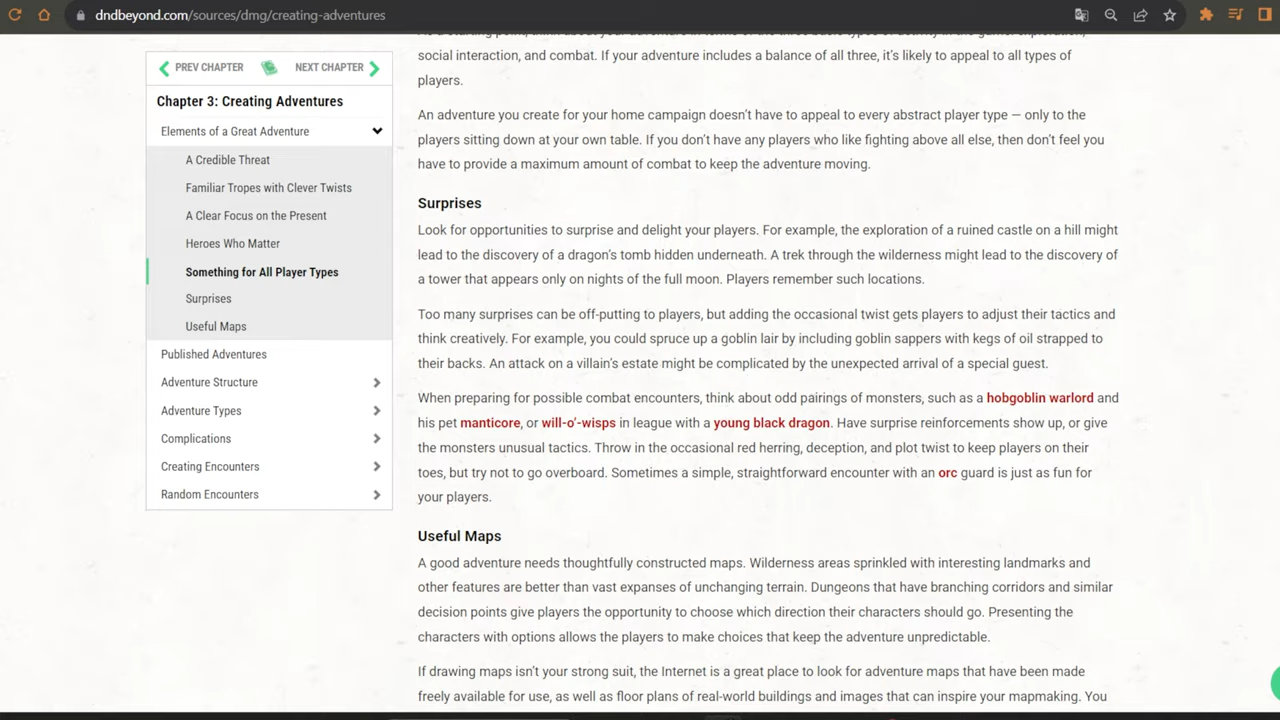 dndbeyond.com/sources/dmg/creating-adventures
PREV CHAPTER
NEXT CHAPTER
Chapter 3: Creating Adventures
Elements of a Great Adventure
A Credible Threat
Familiar Tropes with Clever Twists
A Clear Focus on the Present
Heroes Who Matter
Something for All Player Types
Surprises
Useful Maps
Published Adventures
Adventure Structure
Adventure Types
Complications
Creating Encounters
Random Encounters
social interaction, and combat. If your adventure includes a balance of all three, it's likely to appeal to all types of
players.
An adventure you create for your home campaign doesn't have to appeal to every abstract player type — only to the
players sitting down at your own table. If you don't have any players who like fighting above all else, then don't feel you
have to provide a maximum amount of combat to keep the adventure moving.
Surprises
Look for opportunities to surprise and delight your players. For example, the exploration of a ruined castle on a hill might
lead to the discovery of a dragon's tomb hidden underneath. A trek through the wilderness might lead to the discovery of
a tower that appears only on nights of the full moon. Players remember such locations.
Too many surprises can be off-putting to players, but adding the occasional twist gets players to adjust their tactics and
think creatively. For example, you could spruce up a goblin lair by including goblin sappers with kegs of oil strapped to
their backs. An attack on a villain's estate might be complicated by the unexpected arrival of a special guest.
When preparing for possible combat encounters, think about odd pairings of monsters, such as a hobgoblin warlord and
his pet manticore, or will-o'-wisps in league with a young black dragon. Have surprise reinforcements show up, or give
the monsters unusual tactics. Throw in the occasional red herring, deception, and plot twist to keep players on their
toes, but try not to go overboard. Sometimes a simple, straightforward encounter with an orc guard is just as fun for
your players.
Useful Maps
A good adventure needs thoughtfully constructed maps. Wilderness areas sprinkled with interesting landmarks and
other features are better than vast expanses of unchanging terrain. Dungeons that have branching corridors and similar
decision points give players the opportunity to choose which direction their characters should go. Presenting the
characters with options allows the players to make choices that keep the adventure unpredictable.
If drawing maps isn't your strong suit, the Internet is a great place to look for adventure maps that have been made
freely available for use, as well as floor plans of real-world buildings and images that can inspire your mapmaking. You